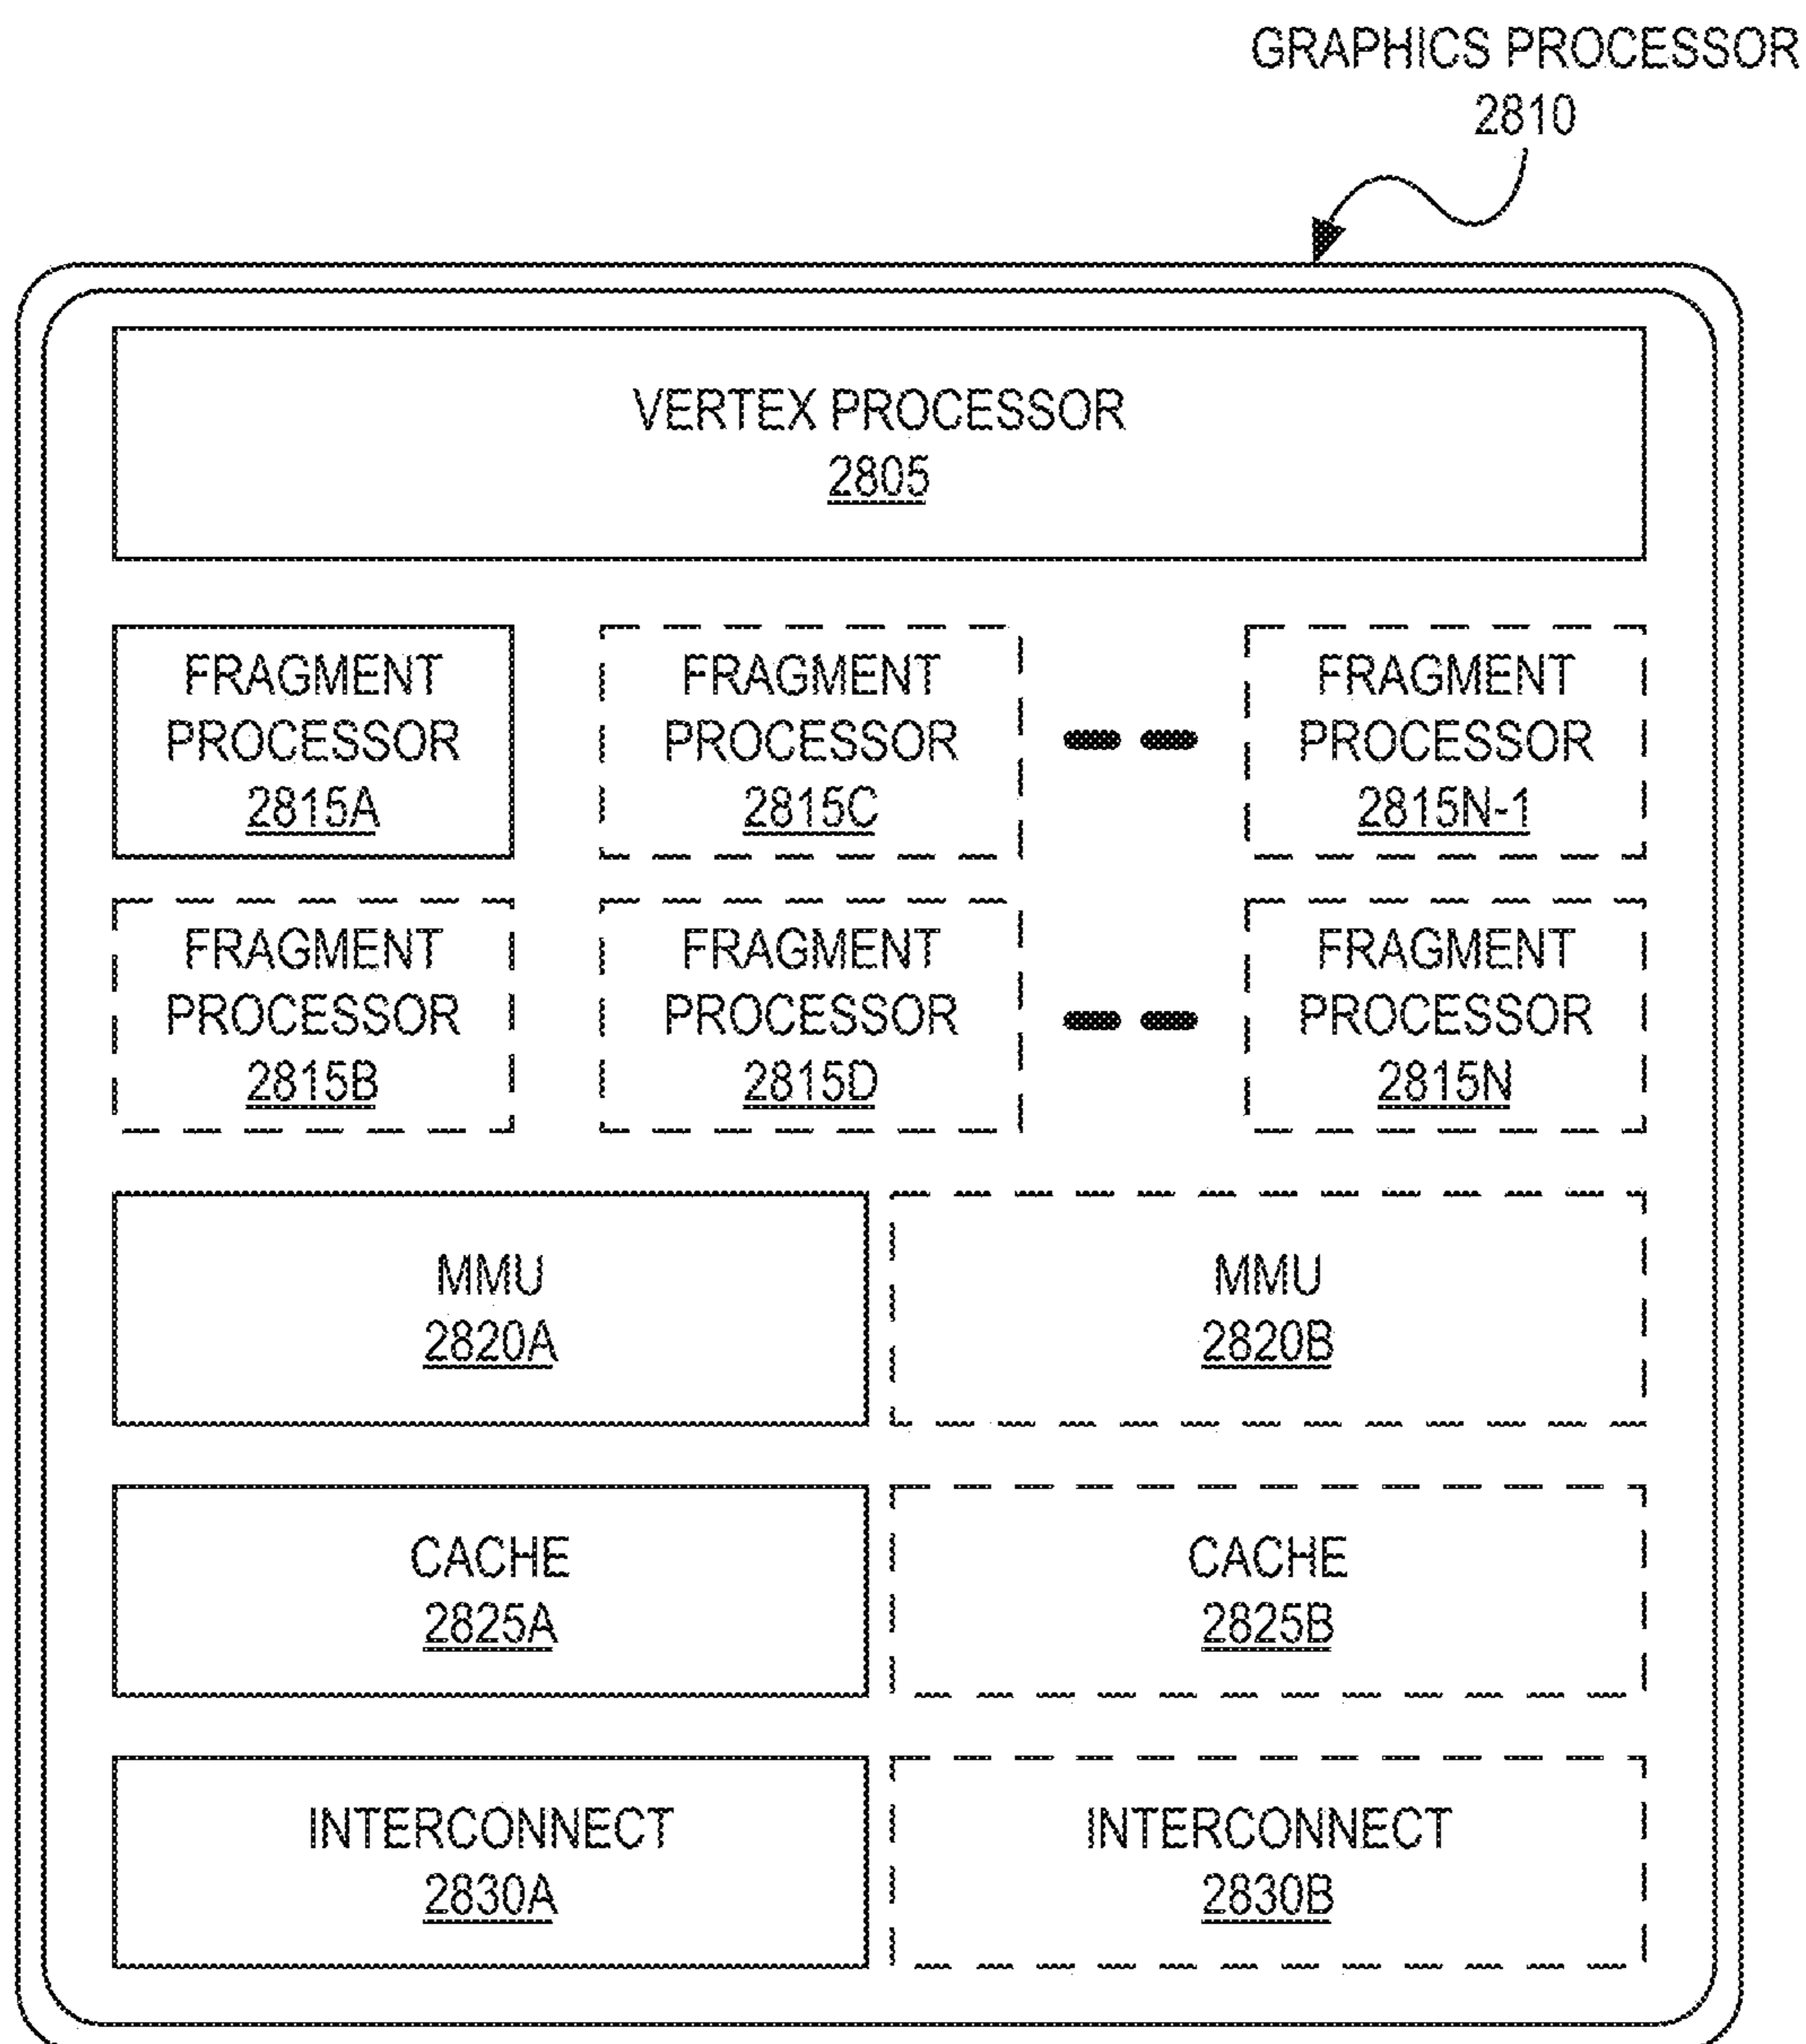 GRAPHICS PROCESSOR
2810
VERTEX PROCESSOR
2805
FRAGMENT
PROCESSOR
2815A
FRAGMENT
PROCESSOR
2815C
FRAGMENT
PROCESSOR
2815N-1
FRAGMENT
PROCESSOR
2815B
FRAGMENT
PROCESSOR
2815D
FRAGMENT
PROCESSOR
2815N
MMU
2820A
MMU
2820B
CACHE
2825A
CACHE
2825B
INTERCONNECT
2830A
INTERCONNECT
2830B